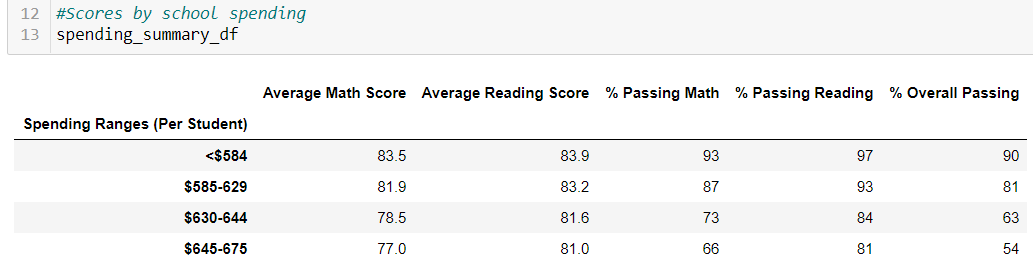 12 #Scores by school spending
13 spending_summary_df
Average Math Score Average Reading Score % Passing Math % Passing Reading % Overall Passing
Spending Ranges (Per Student)
<$584 83.5 83.9 93 97 90
$585-629 81.9 83.2 87 93 81
$630-644 78.5 81.6 73 84 63
$645-675 77.0 81.0 66 81 54